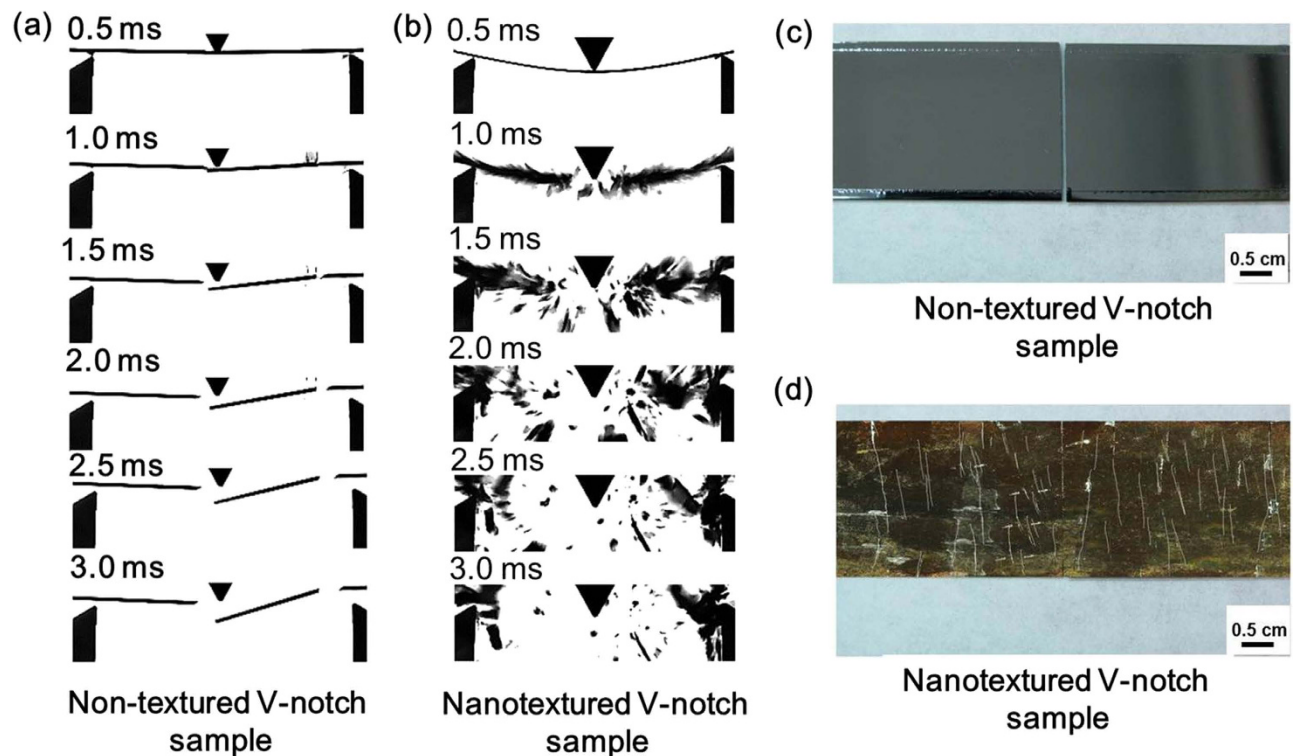 (a)
0.5 ms
1.0 ms
1.5 ms
2.0 ms
2.5 ms
3.0 ms
Non-textured V-notch
sample
(b)
0.5 ms
1.0 ms
1.5 ms
2.0 ms
2.5 ms
3.0 ms
Nanotextured V-notch
sample
(c)
0.5 cm
Non-textured V-notch
sample
(d)
0.5 cm
Nanotextured V-notch
sample